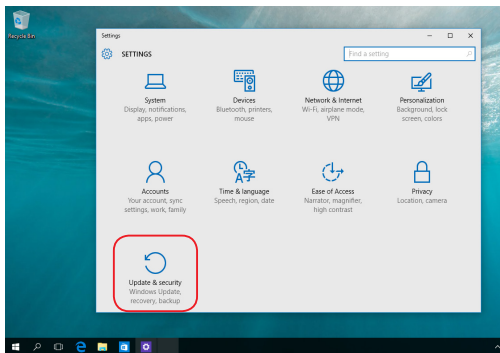 Recycle Bin
Settings
SETTINGS
Find a setting
System
Display, notifications,
apps, power
Devices
Bluetooth, printers,
mouse
Network & Internet
Wi-Fi, airplane mode,
VPN
Personalization
Background, lock
screen, colors
Accounts
Your account, sync
settings, work, family
Time & language
Speech, region, date
Ease of Access
Narrator, magnifier,
high contrast
Privacy
Location, camera
Update & security
Windows Update,
recovery, backup